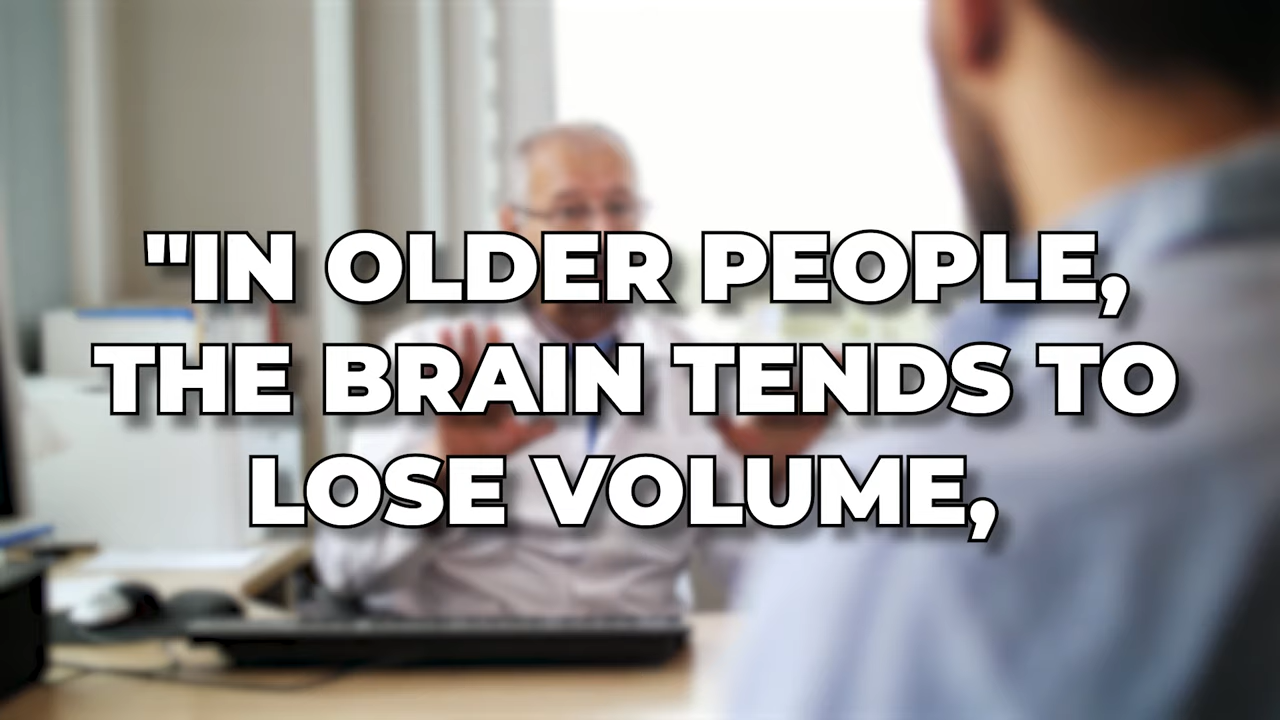 "IN OLDER PEOPLE,
THE BRAIN TENDS TO
LOSE VOLUME,